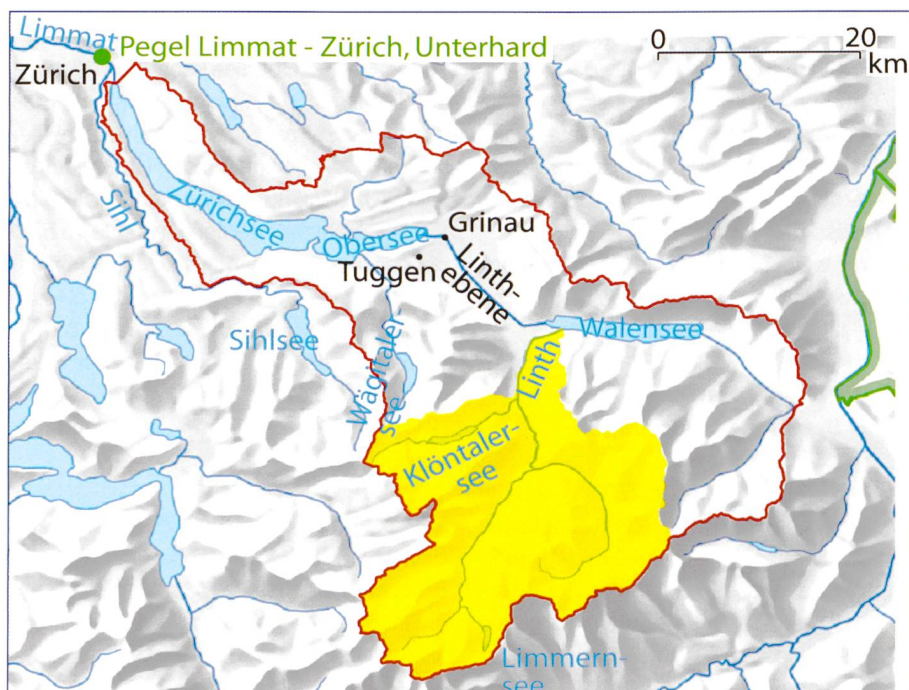 Limmat
Pegel Limmat - Zürich, Unterhard
Zürich
0 20
km
Sihl
Zürichsee
Obersee
Grinau
Tuggen
Linth-
ebene
Sihlsee
Wägitaler-
see
Walensee
Linth
Klöntaler-
see
Limmern-
see